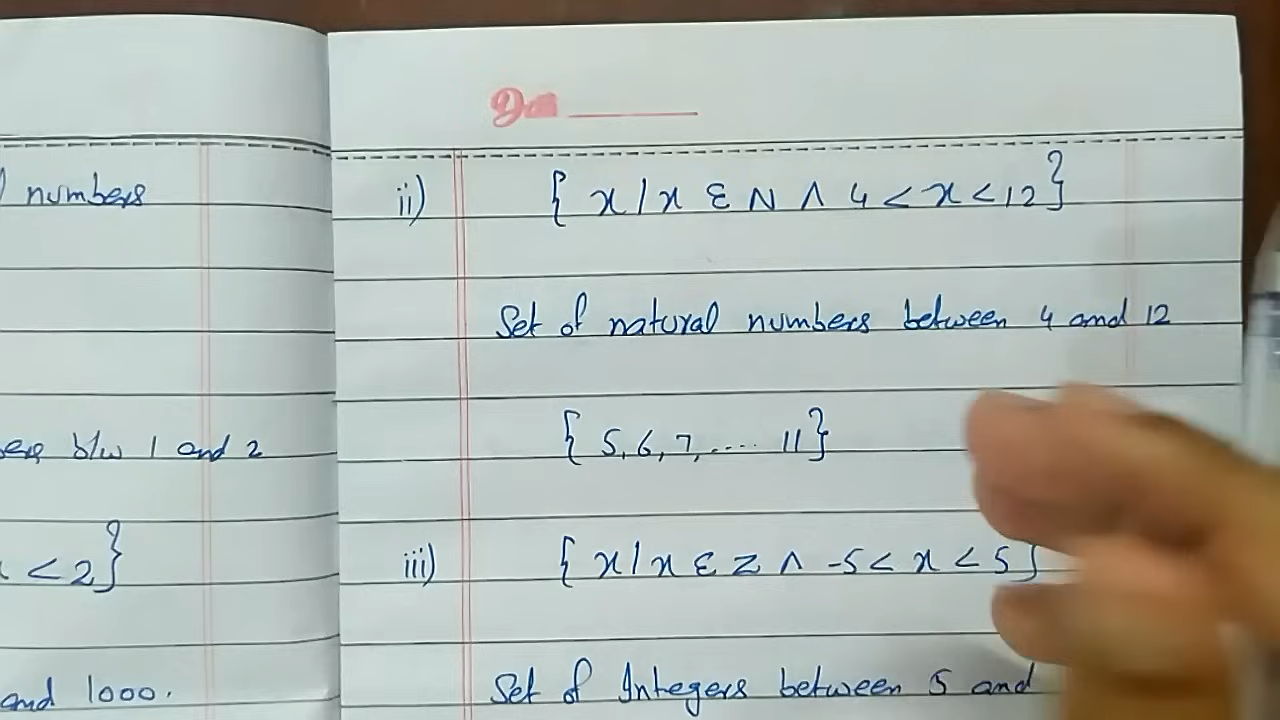 numbers
b/w 1 and 2
< 2}
and 1000.
ii) { x / x ε N ∧ 4 < x < 12}
Set of natural numbers between 4 and 12
{ 5, 6, 7, .... 11}
iii) { x / x ε Z ∧ -5 < x < 5}
Set of Integers between 5 and